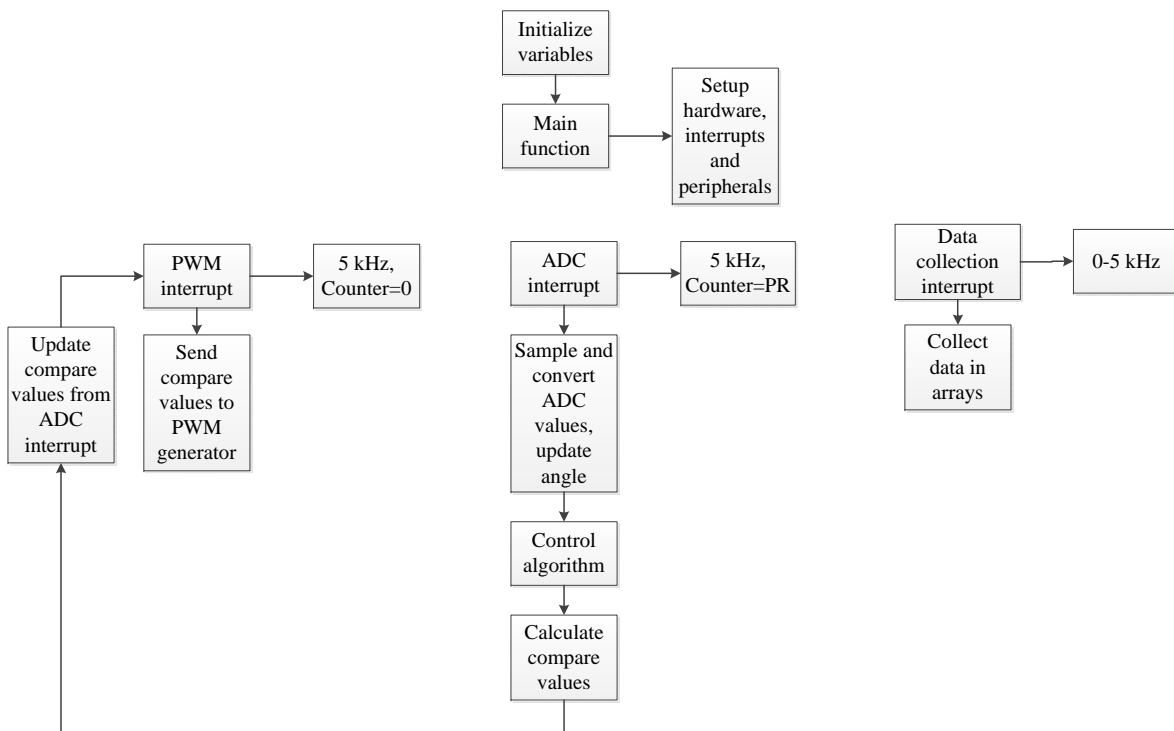 Initialize
variables
Main
function
Setup
hardware,
interrupts
and
peripherals
PWM
interrupt
5 kHz,
Counter=0
Update
compare
values from
ADC
interrupt
Send
compare
values to
PWM
generator
ADC
interrupt
5 kHz,
Counter=PR
Sample and
convert
ADC
values,
update
angle
Control
algorithm
Calculate
compare
values
Data
collection
interrupt
0-5 kHz
Collect
data in
arrays